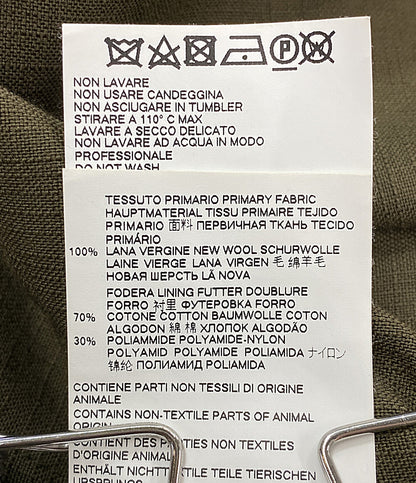 NON LAVARE
NON USARE CANDEGGINA
NON ASCIUGARE IN TUMBLER
STIRARE A 110° C MAX
LAVARE A SECCO DELICATO
NON LAVARE AD ACQUA IN MODO
PROFESSIONALE
DO NOT WASH
TESSUTO PRIMARIO PRIMARY FABRIC
HAUPTMATERIAL TISSU PRIMAIRE TEJIDO
PRIMARIO 面料 ПЕРВИЧНАЯ ТКАНЬ TECIDO
PRIMÁRIO
100% LANA VERGINE NEW WOOL SCHURWOLLE
LAINE VIERGE LANA VIRGEN 毛 绵羊毛
НОВАЯ ШЕРСТЬ LÃ NOVA
FODERA LINING FUTTER DOUBLURE
FORRO 衬里 ФУТЕРОВКА FORRO
70% COTONE COTTON BAUMWOLLE COTON
ALGODON 綿 棉 ХЛОПОК ALGODÃO
30% POLIAMMIDE POLYAMIDE-NYLON
POLYAMID POLYAMIDE POLIAMIDA ナイロン
锦纶 ПОЛИАМИД POLIAMIDA
CONTIENE PARTI NON TESSILI DI ORIGINE
ANIMALE
CONTAINS NON-TEXTILE PARTS OF ANIMAL
ORIGIN
CONTIENT DES PARTIES NON TEXTILES
D'ORIGINE ANIMALE
ENTHÄLT NICHTTEXTILE TEILE TIERISCHEN
URSPRUNGS